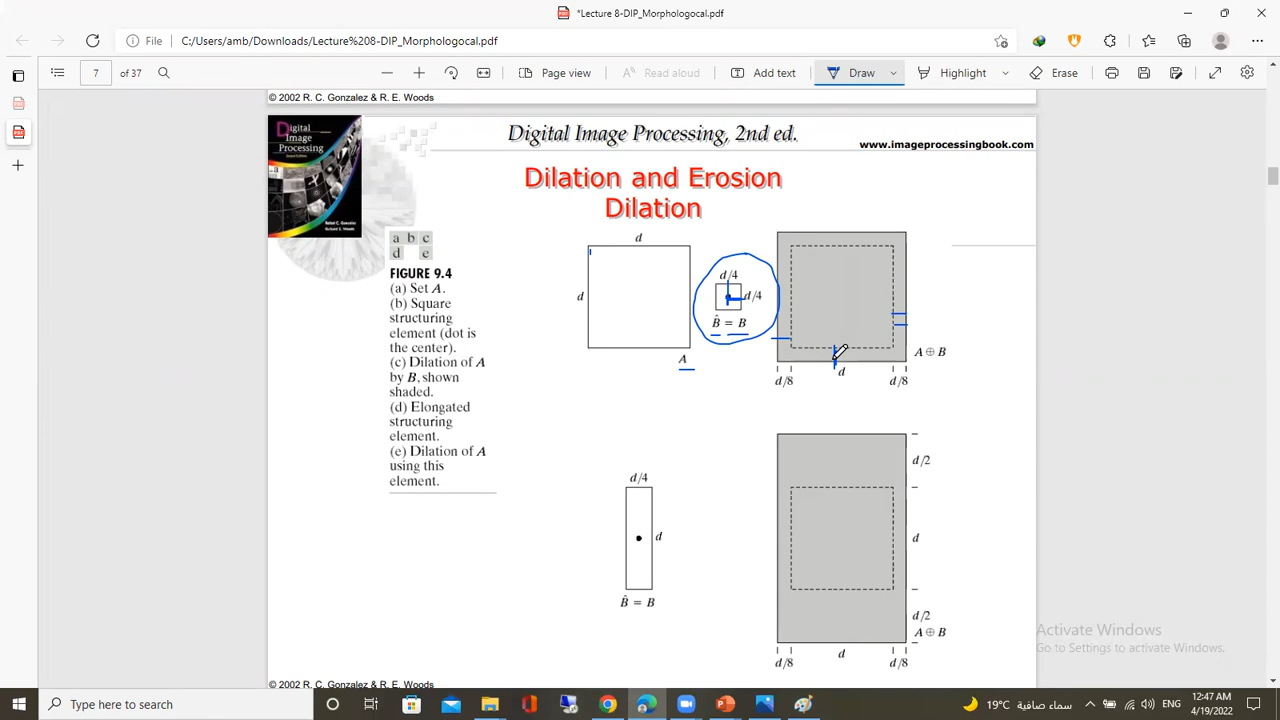 *Lecture 8-DIP_Morphologocal.pdf
File
C:/Users/amb/Downloads/Lecture%208-DIP_Morphologocal.pdf
7
of 37
Page view
Read aloud
Add text
Draw
Highlight
Erase
© 2002 R. C. Gonzalez & R. E. Woods
Digital
Image
Processing
Digital Image Processing, 2nd ed.
www.imageprocessingbook.com
Dilation and Erosion
Dilation
a b c
d e
FIGURE 9.4
(a) Set A.
(b) Square
structuring
element (dot is
the center).
(c) Dilation of A
by B, shown
shaded.
(d) Elongated
structuring
element.
(e) Dilation of A
using this
element.
d
d
A
d/4
d/4
B̂ = B
A ⊕ B
d/8
d
d/8
d/4
d
B̂ = B
d/2
d
d/2
A ⊕ B
d/8
d
d/8
© 2002 R. C. Gonzalez & R. E. Woods
Activate Windows
Go to Settings to activate Windows.
Type here to search
19°C سماء صافية
ENG
12:47 AM
4/19/2022